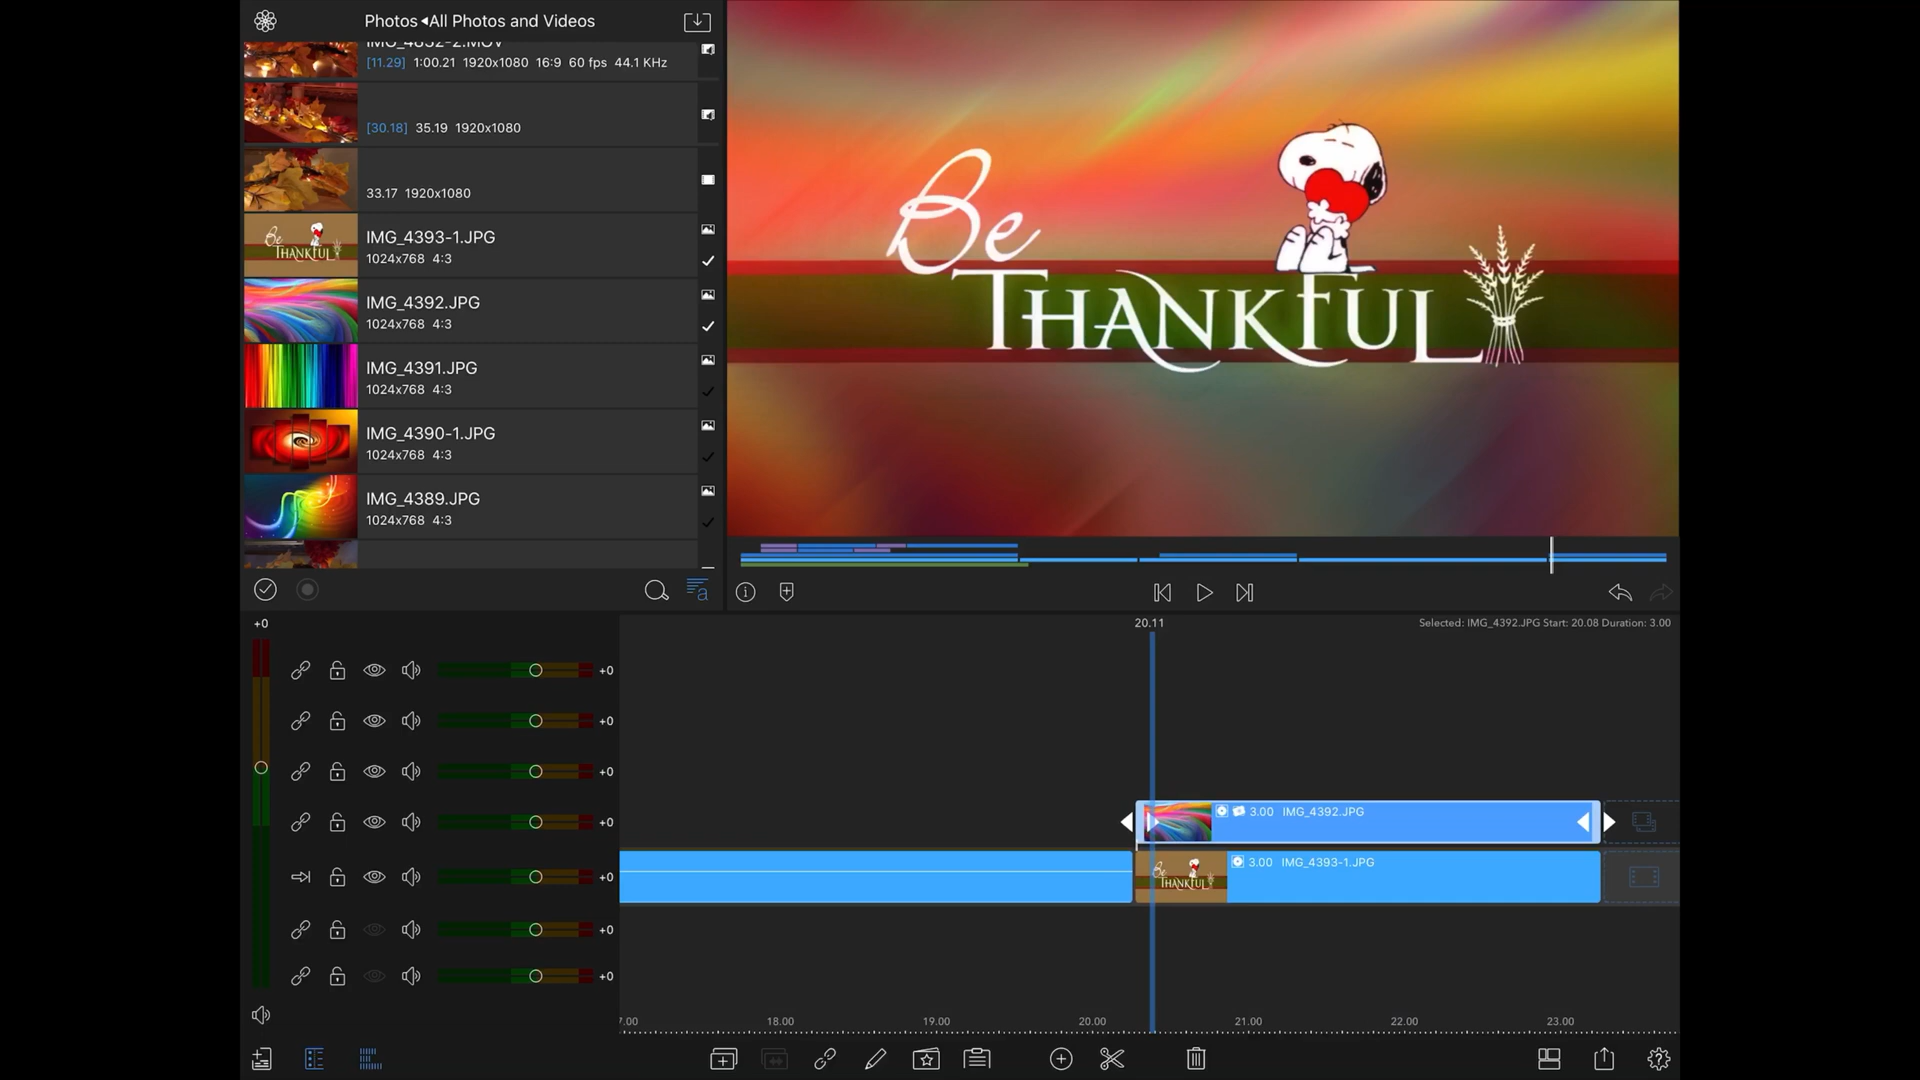 Photos ◂All Photos and Videos
IMG_4832-2.MOV
[11.29] 1:00.21 1920x1080 16:9 60 fps 44.1 KHz
[30.18] 35.19 1920x1080
33.17 1920x1080
Be THANKFUL
IMG_4393-1.JPG
1024x768 4:3
IMG_4392.JPG
1024x768 4:3
IMG_4391.JPG
1024x768 4:3
IMG_4390-1.JPG
1024x768 4:3
IMG_4389.JPG
1024x768 4:3
a
Be
THANKFUL
+0
20.11
Selected: IMG_4392.JPG Start: 20.08 Duration: 3.00
+0
+0
+0
+0
3.00 IMG_4392.JPG
+0
Be THANKFUL
3.00 IMG_4393-1.JPG
+0
+0
7.00 18.00 19.00 20.00 21.00 22.00 23.00